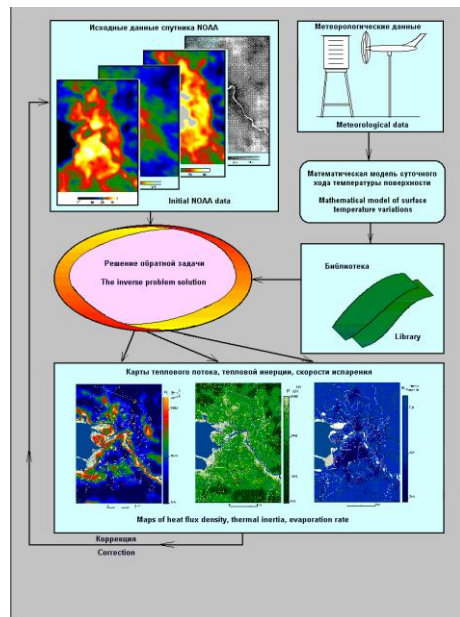 Исходные данные спутника NOAA
Initial NOAA data
Метеорологические данные
Meteorological data
Математическая модель суточного
хода температуры поверхности
Mathematical model of surface
temperature variations
Решение обратной задачи
The inverse problem solution
Библиотека
Library
Карты теплового потока, тепловой инерции, скорости испарения
Maps of heat flux density, thermal inertia, evaporation rate
Коррекция
Correction